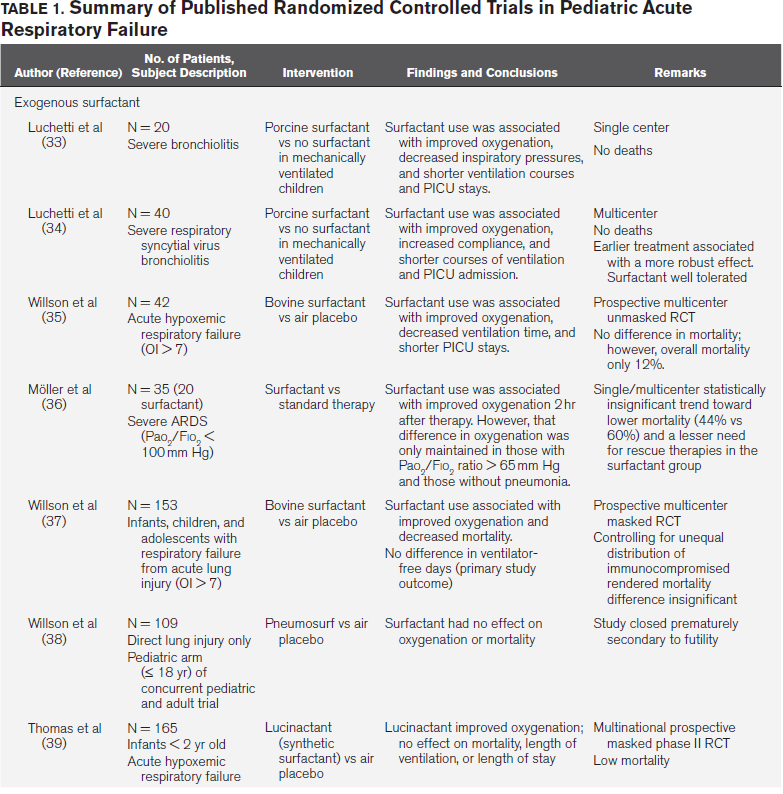 TABLE 1. Summary of Published Randomized Controlled Trials in Pediatric Acute
Respiratory Failure
Author (Reference)
No. of Patients,
Subject Description
Intervention
Findings and Conclusions
Remarks
Exogenous surfactant
Luchetti et al
(33)
N = 20
Severe bronchiolitis
Porcine surfactant
vs no surfactant
in mechanically
ventilated
children
Surfactant use was associated
with improved oxygenation,
decreased inspiratory pressures,
and shorter ventilation courses
and PICU stays.
Single center
No deaths
Luchetti et al
(34)
N = 40
Severe respiratory
syncytial virus
bronchiolitis
Porcine surfactant
vs no surfactant
in mechanically
ventilated
children
Surfactant use was associated
with improved oxygenation,
increased compliance, and
shorter courses of ventilation
and PICU admission.
Multicenter
No deaths
Earlier treatment associated
with a more robust effect.
Surfactant well tolerated
Willson et al
(35)
N = 42
Acute hypoxemic
respiratory failure
(OI > 7)
Bovine surfactant
vs air placebo
Surfactant use was associated
with improved oxygenation,
decreased ventilation time, and
shorter PICU stays.
Prospective multicenter
unmasked RCT
No difference in mortality;
however, overall mortality
only 12%.
Möller et al
(36)
N = 35 (20
surfactant)
Severe ARDS
(Pao2/Fio2 <
100 mm Hg)
Surfactant vs
standard therapy
Surfactant use was associated
with improved oxygenation 2 hr
after therapy. However, that
difference in oxygenation was
only maintained in those with
Pao2/Fio2 ratio > 65 mm Hg
and those without pneumonia.
Single/multicenter statistically
insignificant trend toward
lower mortality (44% vs
60%) and a lesser need
for rescue therapies in the
surfactant group
Willson et al
(37)
N = 153
Infants, children, and
adolescents with
respiratory failure
from acute lung
injury (OI > 7)
Bovine surfactant
vs air placebo
Surfactant use associated with
improved oxygenation and
decreased mortality.
No difference in ventilator-
free days (primary study
outcome)
Prospective multicenter
masked RCT
Controlling for unequal
distribution of
immunocompromised
rendered mortality
difference insignificant
Willson et al
(38)
N = 109
Direct lung injury only
Pediatric arm
(≤ 18 yr) of
concurrent pediatric
and adult trial
Pneumosurf vs air
placebo
Surfactant had no effect on
oxygenation or mortality
Study closed prematurely
secondary to futility
Thomas et al
(39)
N = 165
Infants < 2 yr old
Acute hypoxemic
respiratory failure
Lucinactant
(synthetic
surfactant) vs air
placebo
Lucinactant improved oxygenation;
no effect on mortality, length of
ventilation, or length of stay
Multinational prospective
masked phase II RCT
Low mortality